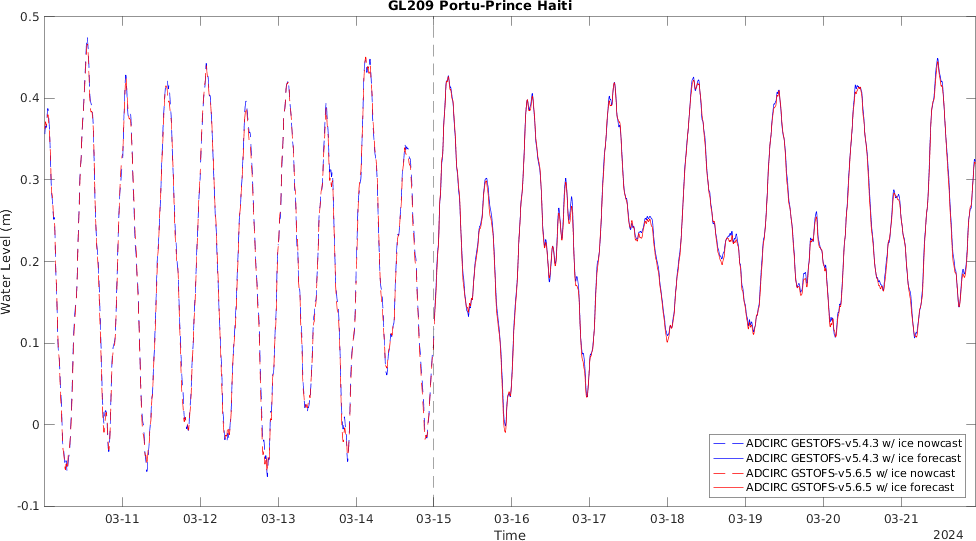 GL209 Portu-Prince Haiti
0.5
0.4
0.3
0.2
0.1
0
-0.1
Water Level (m)
ADCIRC GESTOFS-v5.4.3 w/ ice nowcast
ADCIRC GESTOFS-v5.4.3 w/ ice forecast
ADCIRC GSTOFS-v5.6.5 w/ ice nowcast
ADCIRC GSTOFS-v5.6.5 w/ ice forecast
03-11 03-12 03-13 03-14 03-15 03-16 03-17 03-18 03-19 03-20 03-21
Time
2024